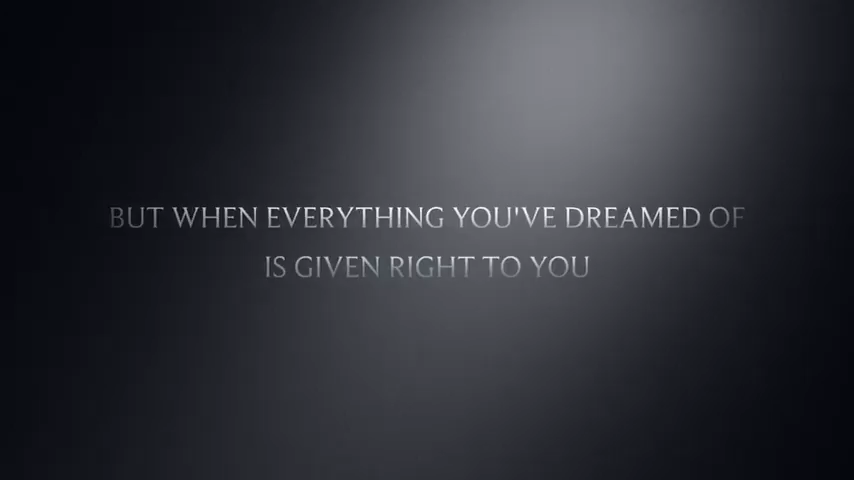 BUT WHEN EVERYTHING YOU'VE DREAMED OF
IS GIVEN RIGHT TO YOU